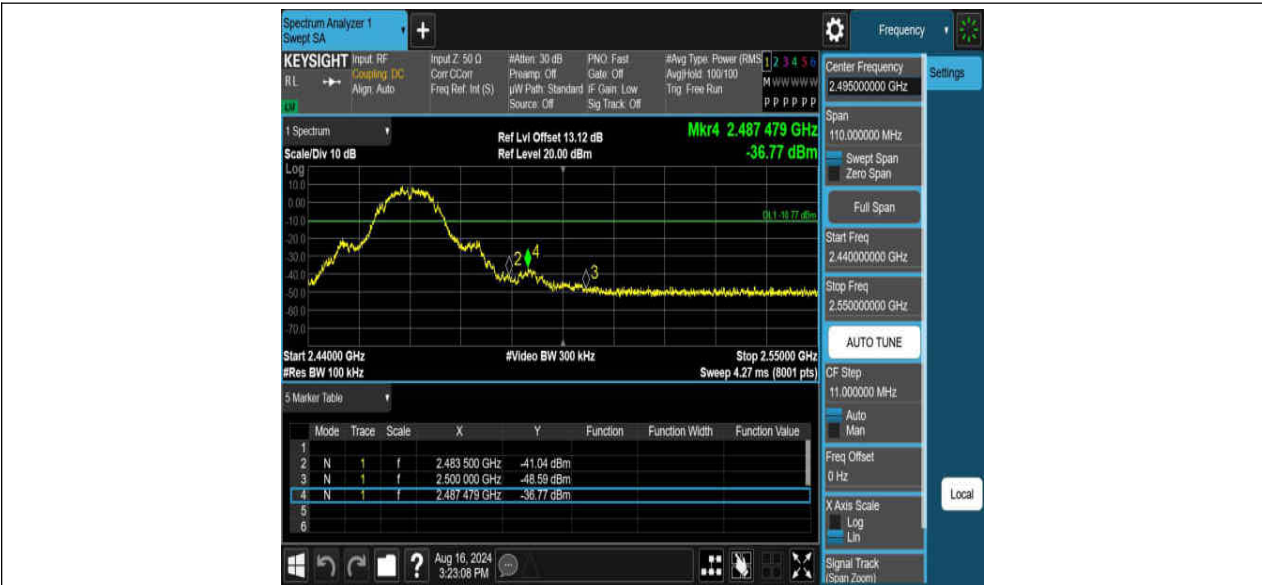 Spectrum Analyzer 1
Swept SA
+
Frequency
KEYSIGHT
RL
Input: RF
Coupling: DC
Align: Auto
Input Z: 50 Ω
Corr CCorr
Freq Ref: Int (S)
#Atten: 30 dB
Preamp: Off
µW Path: Standard
Source: Off
PNO: Fast
Gate: Off
IF Gain: Low
Sig Track: Off
#Avg Type: Power (RMS
Avg|Hold: 100/100
Trig: Free Run
1 2 3 4 5 6
M W W W W W
P P P P P P
1 Spectrum
Scale/Div 10 dB
Ref Lvl Offset 13.12 dB
Ref Level 20.00 dBm
Mkr4 2.487 479 GHz
-36.77 dBm
Log
10.0
0.00
-10.0
-20.0
-30.0
-40.0
-50.0
-60.0
-70.0
2
4
3
Start 2.44000 GHz
#Res BW 100 kHz
#Video BW 300 kHz
Stop 2.55000 GHz
Sweep 4.27 ms (8001 pts)
5 Marker Table
Mode Trace Scale X Y Function Function Width Function Value
1
2 N 1 f 2.483 500 GHz -41.04 dBm
3 N 1 f 2.500 000 GHz -48.59 dBm
4 N 1 f 2.487 479 GHz -36.77 dBm
5
6
?
Aug 16, 2024
3:23:08 PM
Center Frequency
2.495000000 GHz
Span
110.000000 MHz
Swept Span
Zero Span
Full Span
Start Freq
2.440000000 GHz
Stop Freq
2.550000000 GHz
AUTO TUNE
CF Step
11.000000 MHz
Auto
Man
Freq Offset
0 Hz
X Axis Scale
Log
Lin
Signal Track
(Span Zoom)
Settings
Local